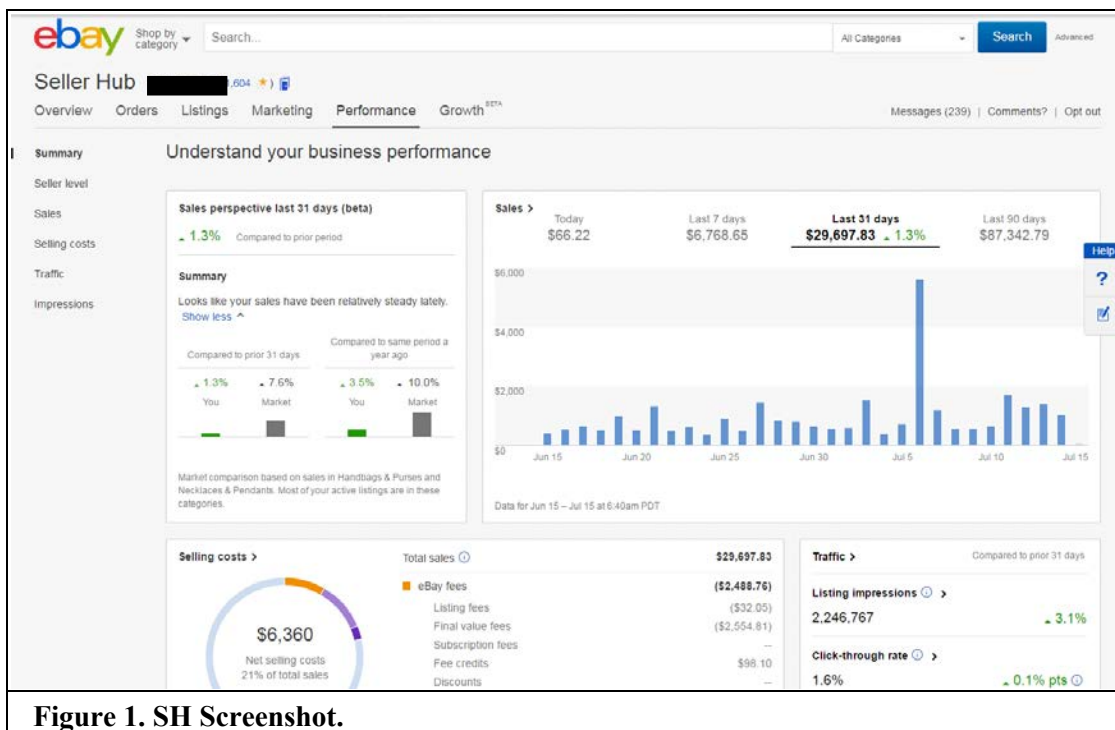 ebay
Shop by
category
Search...
All Categories
Search
Advanced
Seller Hub
,604
Overview Orders Listings Marketing Performance Growth BETA
Messages (239) | Comments? | Opt out
Summary
Seller level
Sales
Selling costs
Traffic
Impressions
Understand your business performance
Sales perspective last 31 days (beta)
1.3% Compared to prior period
Summary
Looks like your sales have been relatively steady lately.
Show less ^
Compared to prior 31 days
Compared to same period a
year ago
1.3% 7.6% 3.5% 10.0%
You Market You Market
Market comparison based on sales in Handbags & Purses and
Necklaces & Pendants. Most of your active listings are in these
categories.
Sales >
Today Last 7 days Last 31 days Last 90 days
$66.22 $6,768.65 $29,697.83 1.3% $87,342.79
$6,000
$4,000
$2,000
$0
Jun 15 Jun 20 Jun 25 Jun 30 Jul 5 Jul 10 Jul 15
Data for Jun 15 – Jul 15 at 6:40am PDT
Help
?
Selling costs >
$6,360
Net selling costs
21% of total sales
Total sales $29,697.83
eBay fees ($2,488.76)
Listing fees ($32.05)
Final value fees ($2,554.81)
Subscription fees --
Fee credits $98.10
Discounts --
Traffic > Compared to prior 31 days
Listing impressions >
2,246,767 3.1%
Click-through rate >
1.6% 0.1% pts
Figure 1. SH Screenshot.